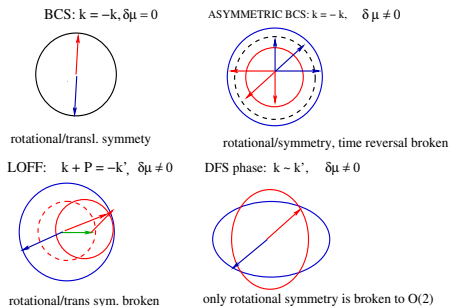 BCS: k = −k, δμ = 0
ASYMMETRIC BCS: k = − k, δ μ ≠ 0
rotational/transl. symmety
rotational/symmetry, time reversal broken
LOFF: k + P = −k', δμ ≠ 0
DFS phase: k ~ k', δμ ≠ 0
rotational/trans sym. broken
only rotational symmetry is broken to O(2)